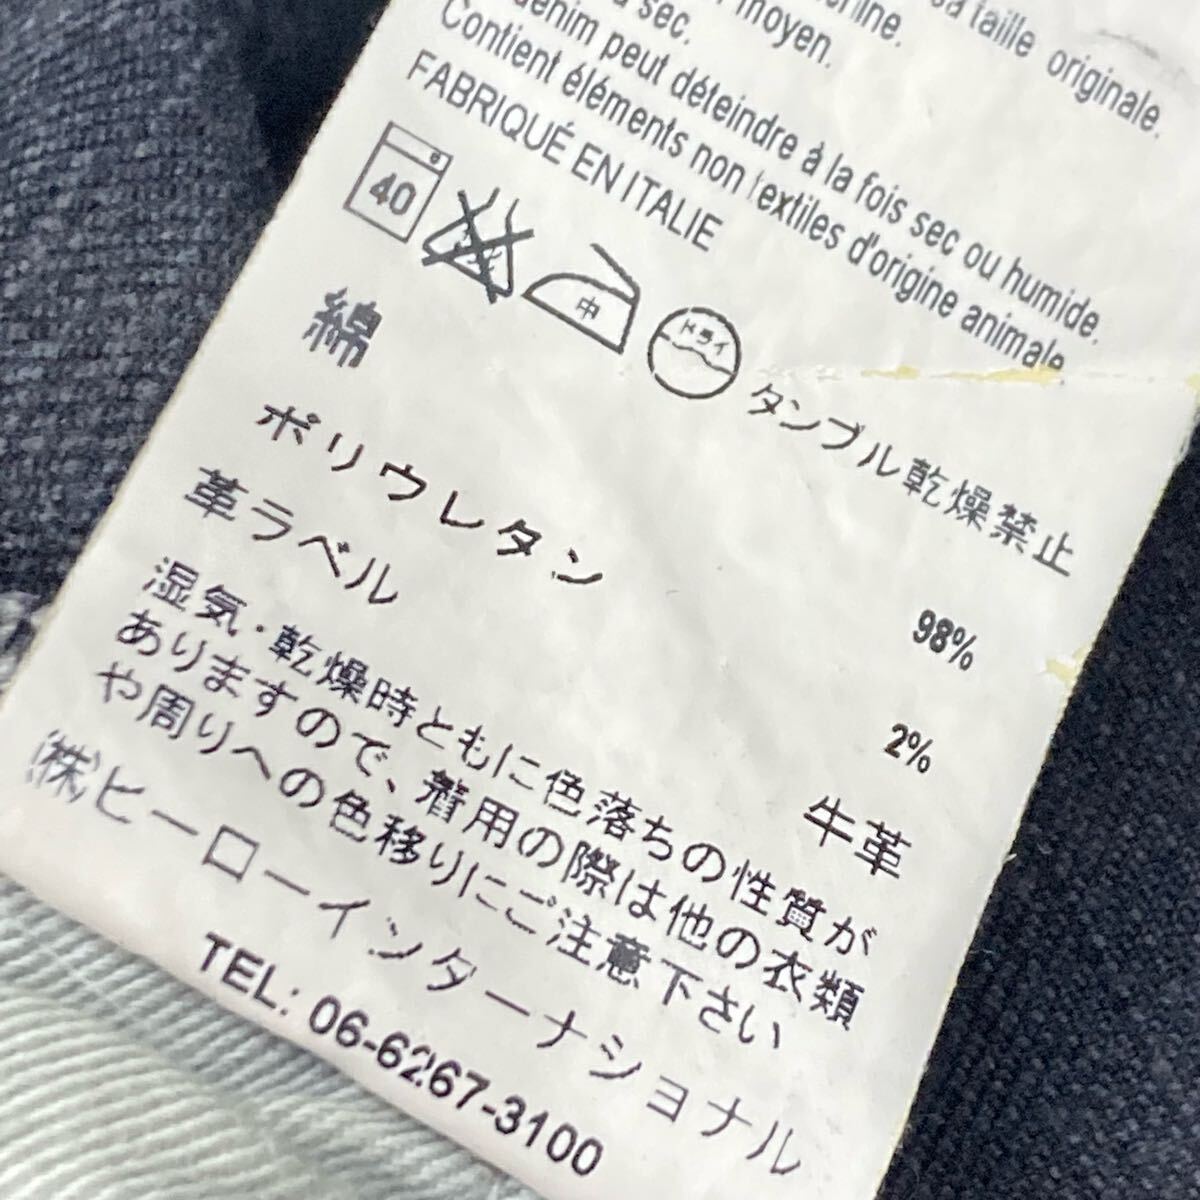 sa taille originale.
moyen.
sec.
denim peut déteindre à la fois sec ou humide.
Contient éléments non textiles d'origine animale
FABRIQUÉ EN ITALIE
40 中 ドライ タンブル乾燥禁止
綿 98%
ポリウレタン 2%
革ラベル 牛革
湿気・乾燥時ともに色落ちの性質が
ありますので、着用の際は他の衣類
や周りへの色移りにご注意下さい
(株)ヒーローインターナショナル
TEL: 06-6267-3100